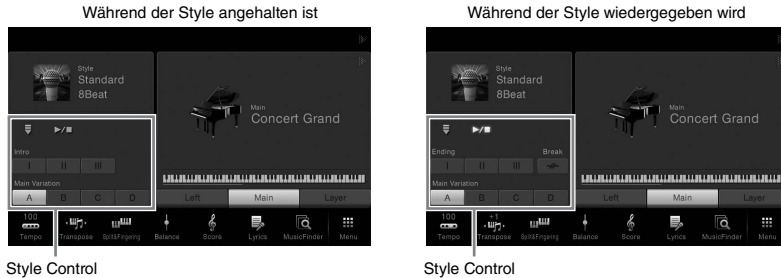 Während der Style angehalten ist
Style
Standard
8Beat
Main
Concert Grand
Intro
I II III
Main Variation
A B C D
Left Main Layer
100
Tempo Transpose Split&Fingering Balance Score Lyrics MusicFinder Menu
Style Control
Während der Style wiedergegeben wird
Style
Standard
8Beat
Main
Concert Grand
Ending Break
I II III
Main Variation
A B C D
Left Main Layer
100 +1
Tempo Transpose Split&Fingering Balance Score Lyrics MusicFinder Menu
Style Control